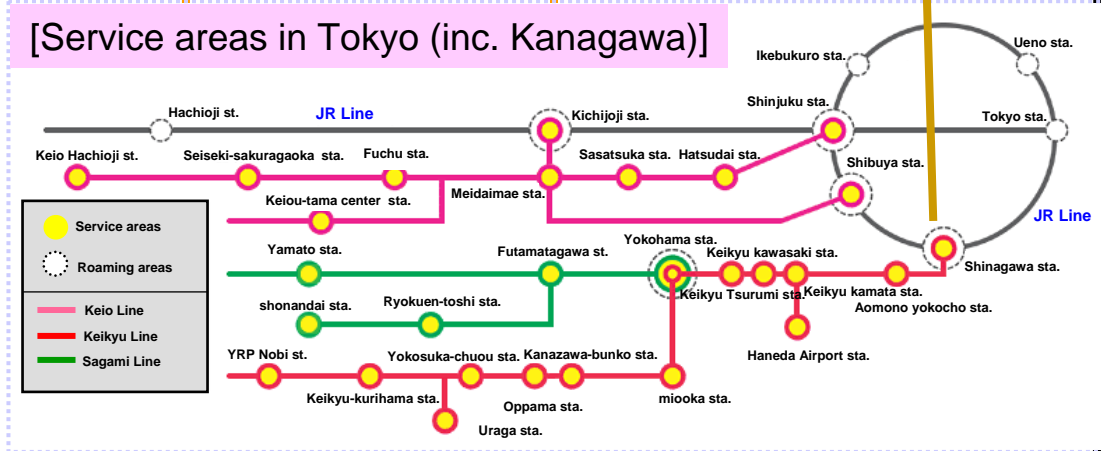 [Service areas in Tokyo (inc. Kanagawa)]
Ueno sta.
Ikebukuro sta.
Shinjuku sta.
Hachioji st.
JR Line
Kichijoji sta.
Tokyo sta.
Keio Hachioji st.
Seiseki-sakuragaoka sta.
Fuchu sta.
Sasatsuka sta.
Hatsudai sta.
Shibuya sta.
Meidaimae sta.
Keiou-tama center sta.
JR Line
Service areas
Roaming areas
Keio Line
Keikyu Line
Sagami Line
Yamato sta.
Futamatagawa st.
Yokohama sta.
Keikyu kawasaki sta.
Shinagawa sta.
Keikyu Tsurumi sta.
Keikyu kamata sta.
Aomono yokocho sta.
shonandai sta.
Ryokuen-toshi sta.
Haneda Airport sta.
YRP Nobi st.
Yokosuka-chuou sta.
Kanazawa-bunko sta.
Keikyu-kurihama sta.
Oppama sta.
miooka sta.
Uraga sta.